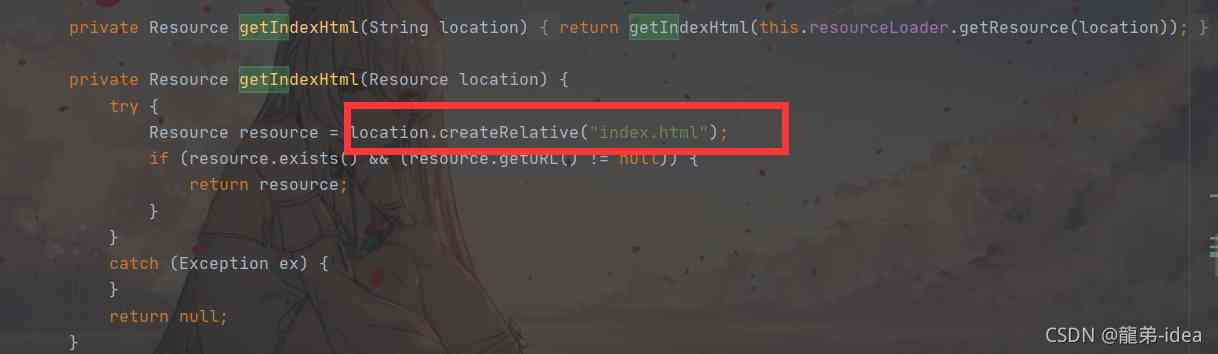 private Resource getIndexHtml(String location) { return getIndexHtml(this.resourceLoader.getResource(location)); }
private Resource getIndexHtml(Resource location) {
try {
Resource resource = location.createRelative("index.html");
if (resource.exists() && (resource.getURL() != null)) {
return resource;
}
}
catch (Exception ex) {
}
return null;
}
CSDN @龍弟-idea